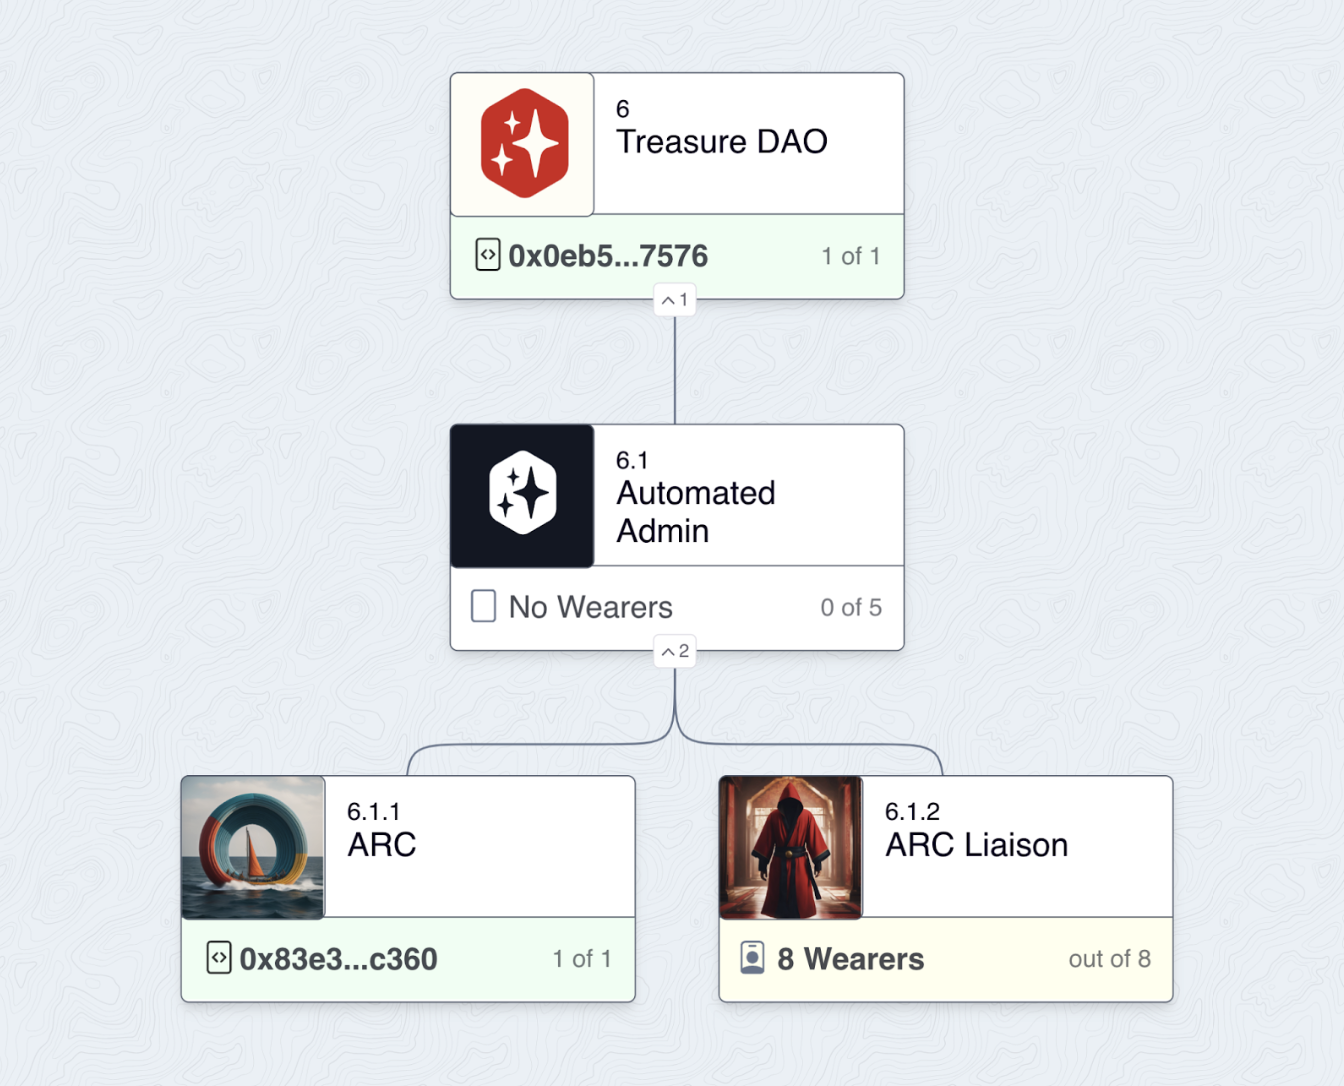 6
Treasure DAO
0x0eb5...7576 1 of 1
1
6.1
Automated
Admin
No Wearers 0 of 5
2
6.1.1
ARC
0x83e3...c360 1 of 1
6.1.2
ARC Liaison
8 Wearers out of 8